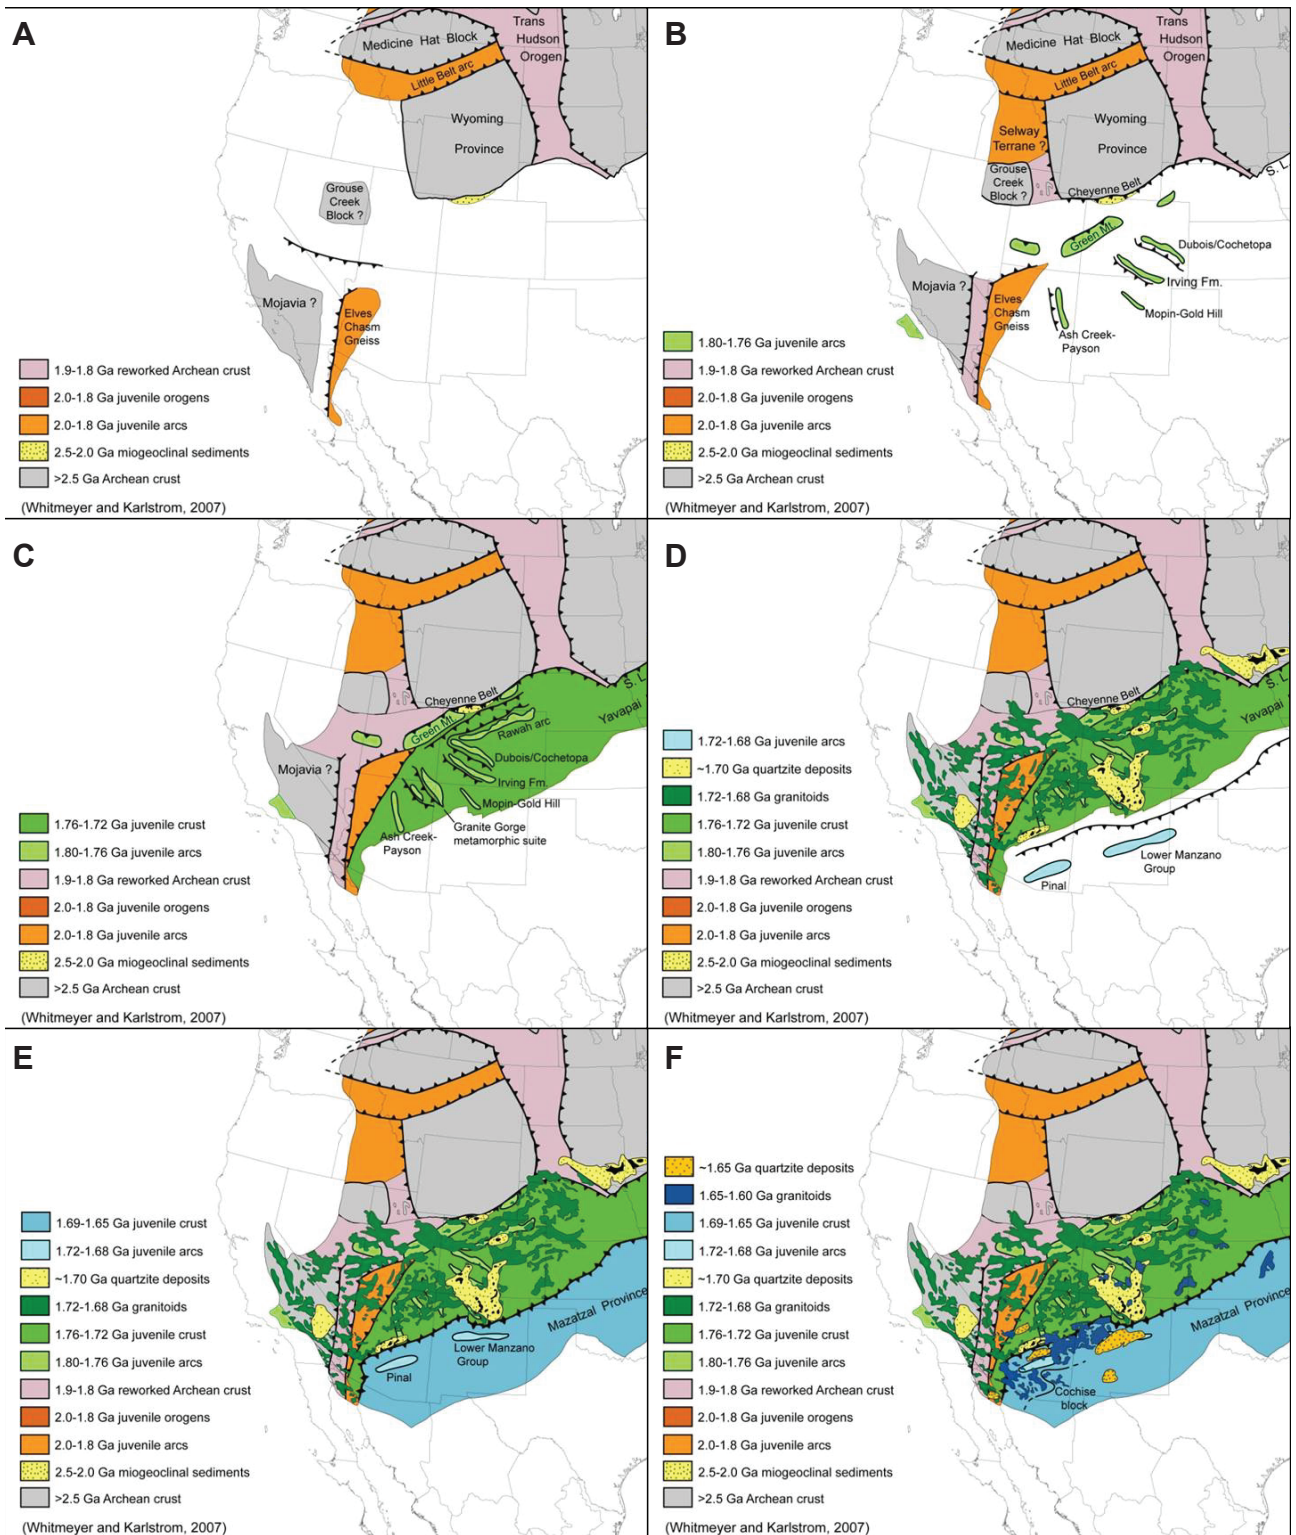 A
Medicine Hat Block
Trans
Hudson
Orogen
Little Belt arc
Wyoming
Province
Grouse
Creek
Block ?
Mojavia ?
Elves
Chasm
Gneiss
1.9-1.8 Ga reworked Archean crust
2.0-1.8 Ga juvenile orogens
2.0-1.8 Ga juvenile arcs
2.5-2.0 Ga miogeoclinal sediments
>2.5 Ga Archean crust
(Whitmeyer and Karlstrom, 2007)
B
Medicine Hat Block
Trans
Hudson
Orogen
Little Belt arc
Selway
Terrane ?
Wyoming
Province
Grouse
Creek
Block ?
Cheyenne Belt
S. L.
Green Mt.
Dubois/Cochetopa
Irving Fm.
Mopin-Gold Hill
Mojavia ?
Elves
Chasm
Gneiss
Ash Creek-
Payson
1.80-1.76 Ga juvenile arcs
1.9-1.8 Ga reworked Archean crust
2.0-1.8 Ga juvenile orogens
2.0-1.8 Ga juvenile arcs
2.5-2.0 Ga miogeoclinal sediments
>2.5 Ga Archean crust
(Whitmeyer and Karlstrom, 2007)
C
Cheyenne Belt
S. L.
Yavapai
Green Mt.
Rawah arc
Dubois/Cochetopa
Mojavia ?
Irving Fm.
Mopin-Gold Hill
Granite Gorge
metamorphic suite
Ash Creek-
Payson
1.76-1.72 Ga juvenile crust
1.80-1.76 Ga juvenile arcs
1.9-1.8 Ga reworked Archean crust
2.0-1.8 Ga juvenile orogens
2.0-1.8 Ga juvenile arcs
2.5-2.0 Ga miogeoclinal sediments
>2.5 Ga Archean crust
(Whitmeyer and Karlstrom, 2007)
D
Cheyenne Belt
S. L.
Yavapai
Lower Manzano
Group
Pinal
1.72-1.68 Ga juvenile arcs
~1.70 Ga quartzite deposits
1.72-1.68 Ga granitoids
1.76-1.72 Ga juvenile crust
1.80-1.76 Ga juvenile arcs
1.9-1.8 Ga reworked Archean crust
2.0-1.8 Ga juvenile orogens
2.0-1.8 Ga juvenile arcs
2.5-2.0 Ga miogeoclinal sediments
>2.5 Ga Archean crust
(Whitmeyer and Karlstrom, 2007)
E
Mazatzal Province
Lower Manzano
Group
Pinal
1.69-1.65 Ga juvenile crust
1.72-1.68 Ga juvenile arcs
~1.70 Ga quartzite deposits
1.72-1.68 Ga granitoids
1.76-1.72 Ga juvenile crust
1.80-1.76 Ga juvenile arcs
1.9-1.8 Ga reworked Archean crust
2.0-1.8 Ga juvenile orogens
2.0-1.8 Ga juvenile arcs
2.5-2.0 Ga miogeoclinal sediments
>2.5 Ga Archean crust
(Whitmeyer and Karlstrom, 2007)
F
Mazatzal Province
Cochise
block
~1.65 Ga quartzite deposits
1.65-1.60 Ga granitoids
1.69-1.65 Ga juvenile crust
1.72-1.68 Ga juvenile arcs
~1.70 Ga quartzite deposits
1.72-1.68 Ga granitoids
1.76-1.72 Ga juvenile crust
1.80-1.76 Ga juvenile arcs
1.9-1.8 Ga reworked Archean crust
2.0-1.8 Ga juvenile orogens
2.0-1.8 Ga juvenile arcs
2.5-2.0 Ga miogeoclinal sediments
>2.5 Ga Archean crust
(Whitmeyer and Karlstrom, 2007)